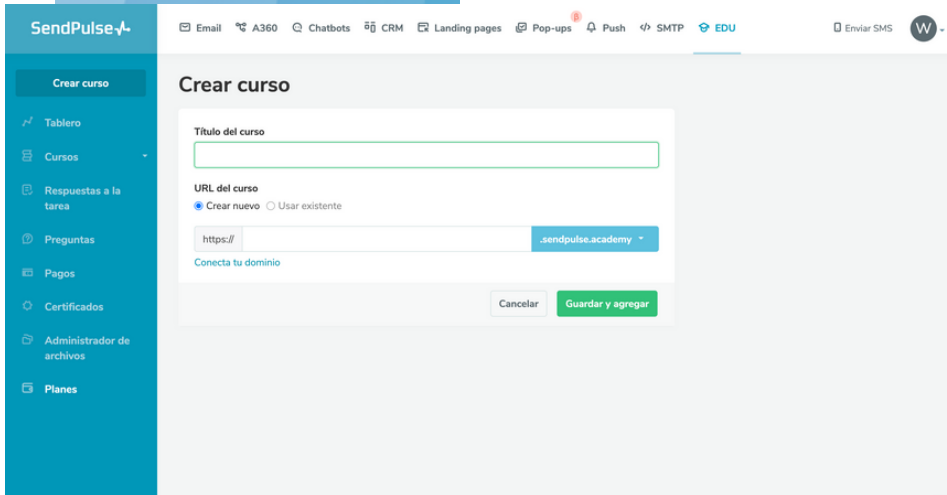 SendPulse
Email A360 Chatbots CRM Landing pages Pop-ups β Push SMTP EDU Enviar SMS W
Crear curso
Tablero
Cursos
Respuestas a la
tarea
Preguntas
Pagos
Certificados
Administrador de
archivos
Planes
Crear curso
Título del curso
URL del curso
Crear nuevo Usar existente
https:// .sendpulse.academy
Conecta tu dominio
Cancelar Guardar y agregar